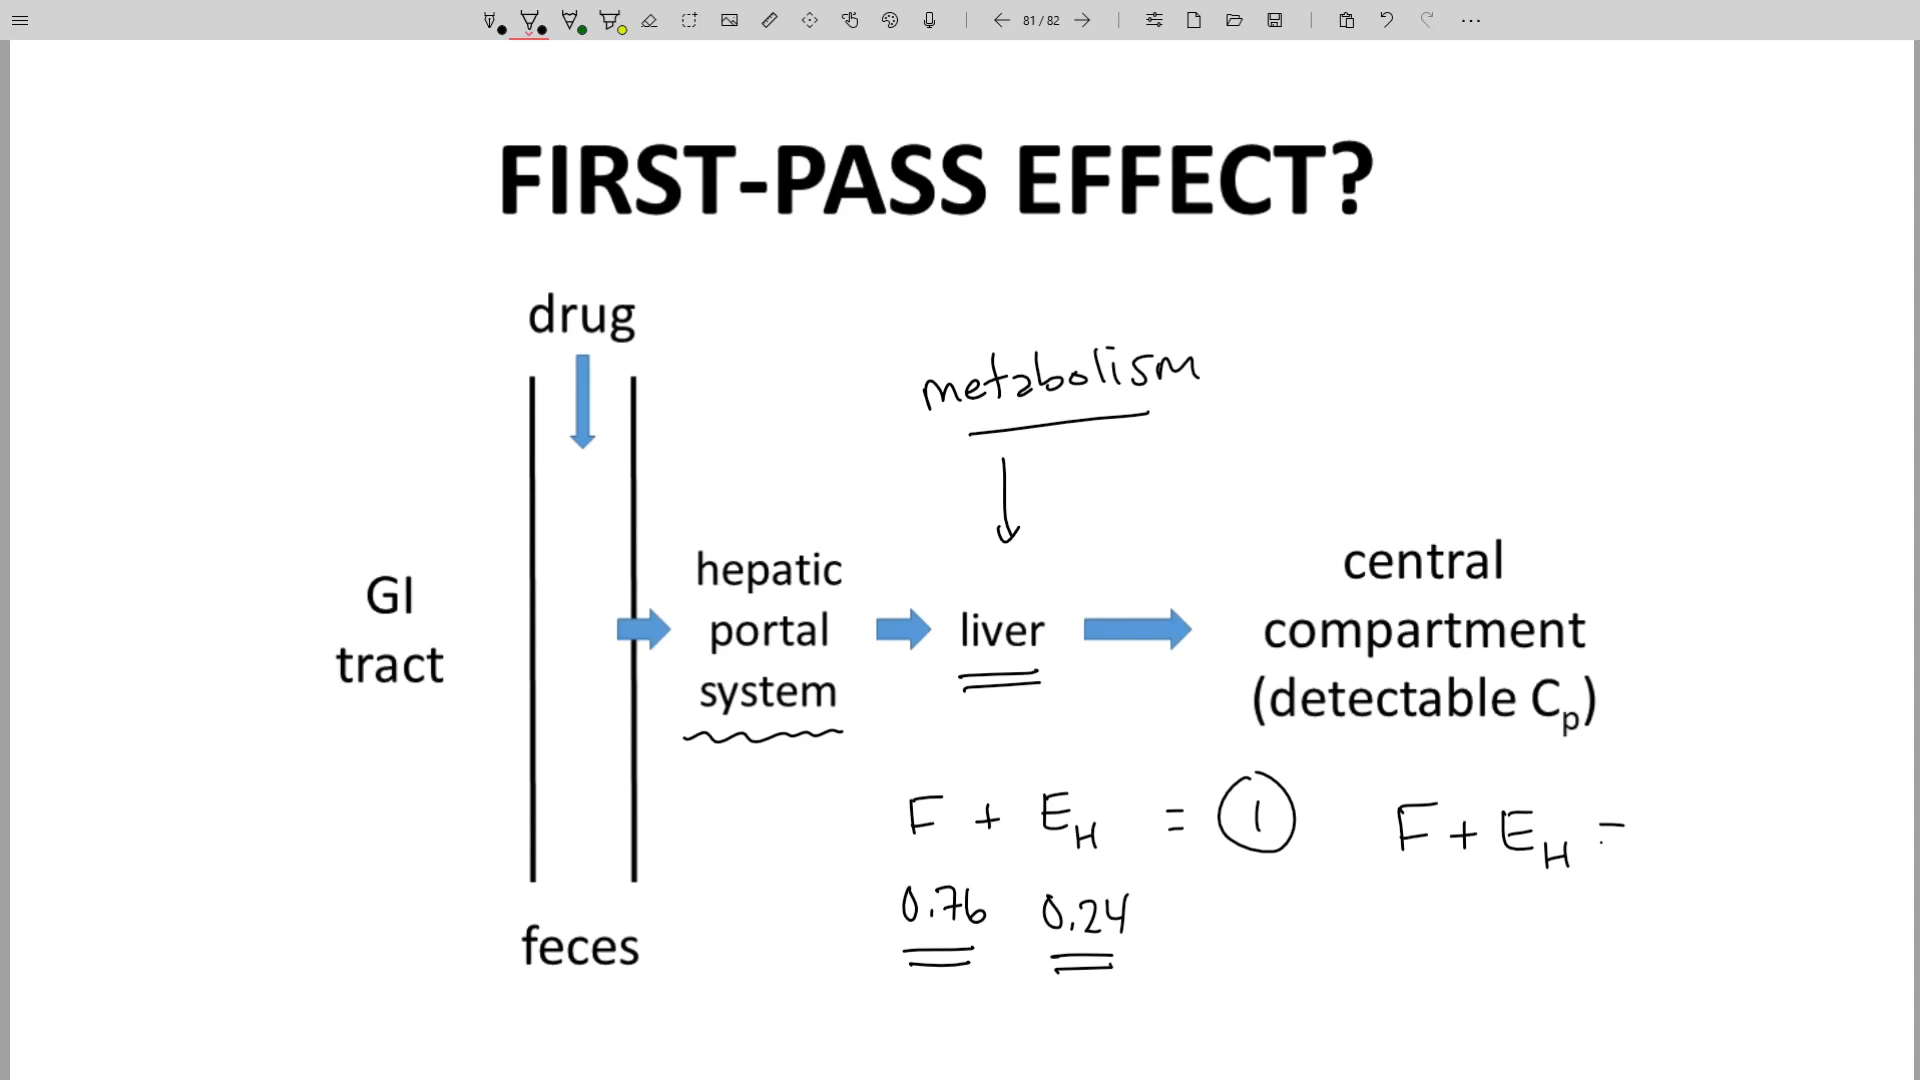 81 / 82
FIRST-PASS EFFECT?
drug
metabolism
GI
tract
hepatic
portal
system
liver
central
compartment
(detectable Cp)
F + EH = 1
F + EH =
0.76 0.24
feces